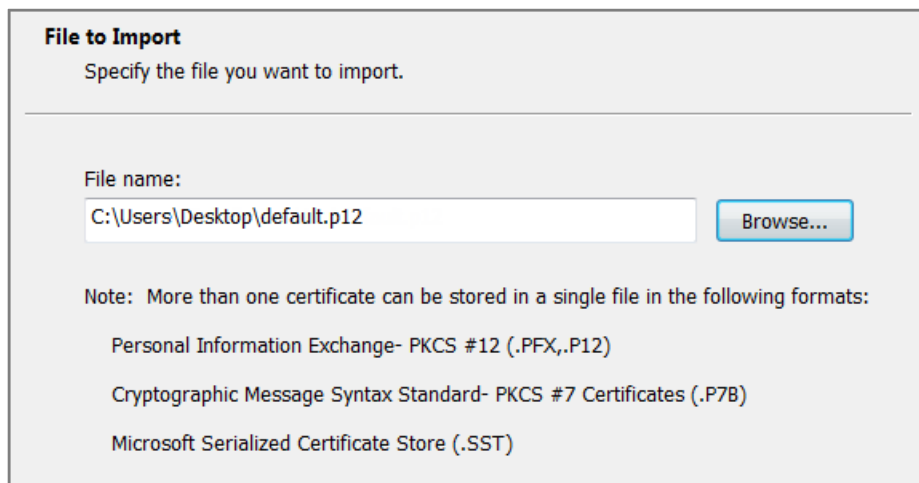 File to Import
Specify the file you want to import.
File name:
C:\Users\Desktop\default.p12
Browse...
Note:  More than one certificate can be stored in a single file in the following formats:
Personal Information Exchange- PKCS #12 (.PFX,.P12)
Cryptographic Message Syntax Standard- PKCS #7 Certificates (.P7B)
Microsoft Serialized Certificate Store (.SST)